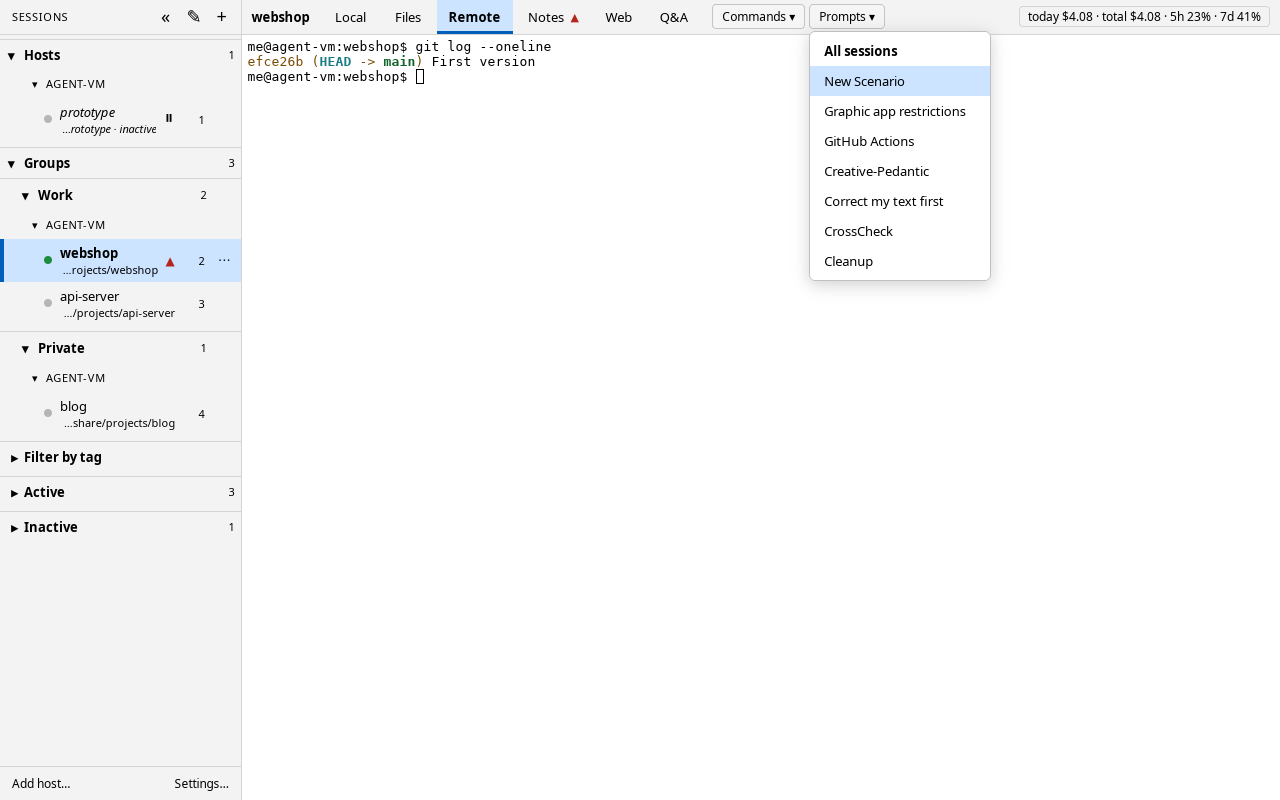 SESSIONS « ✎ +
webshop Local Files Remote Notes ▲ Web Q&A Commands ▾ Prompts ▾ today $4.08 · total $4.08 · 5h 23% · 7d 41%
▼ Hosts 1
▾ AGENT-VM
prototype 1
...rototype · inactive
▼ Groups 3
▼ Work 2
▾ AGENT-VM
webshop ▲ 2 ...
...rojects/webshop
api-server 3
.../projects/api-server
▼ Private 1
▾ AGENT-VM
blog 4
...share/projects/blog
▶ Filter by tag
▶ Active 3
▶ Inactive 1
Add host... Settings...
me@agent-vm:webshop$ git log --oneline
efce26b (HEAD -> main) First version
me@agent-vm:webshop$
All sessions
New Scenario
Graphic app restrictions
GitHub Actions
Creative-Pedantic
Correct my text first
CrossCheck
Cleanup